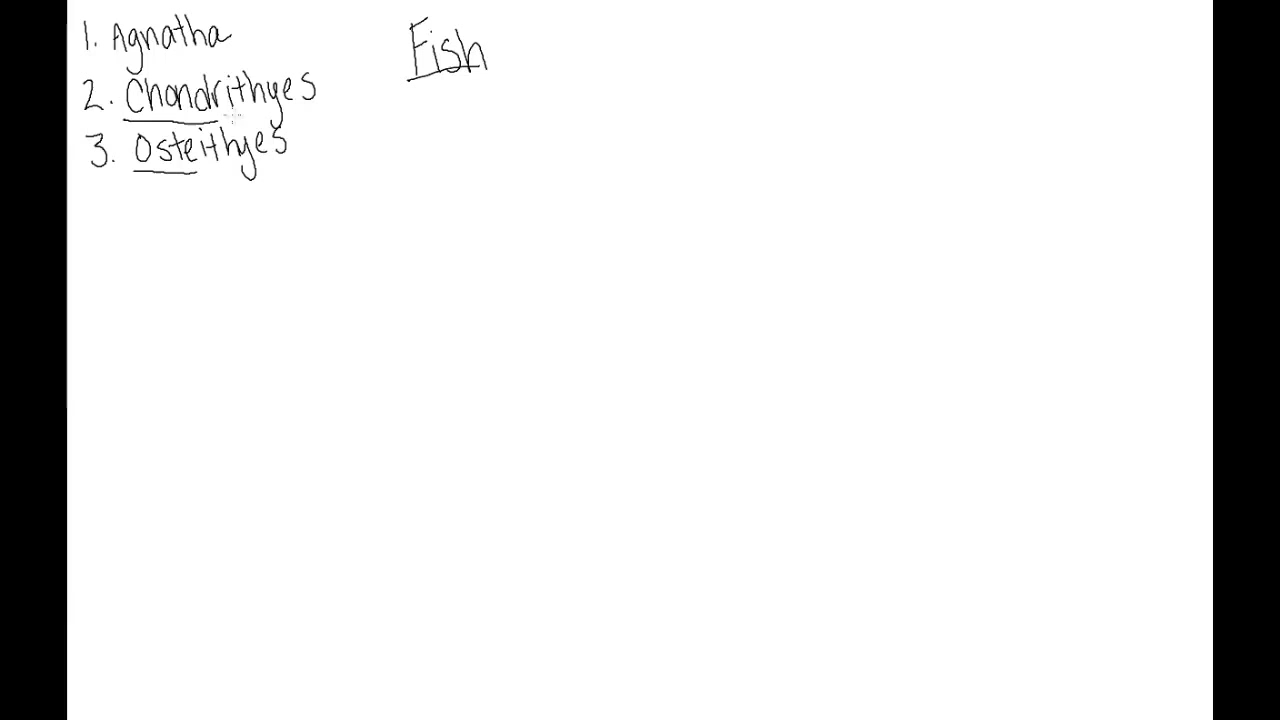 1. Agnatha
Fish
2. Chondrithyes
3. Osteithyes